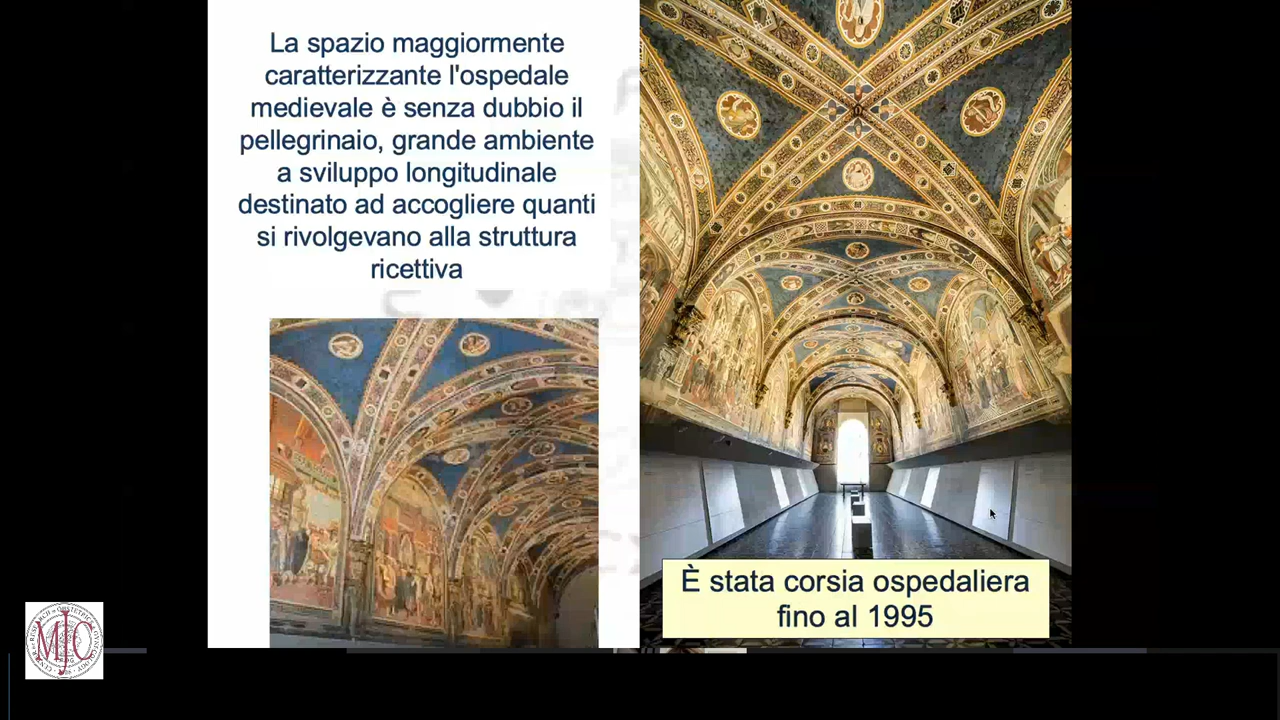 La spazio maggiormente
caratterizzante l'ospedale
medievale è senza dubbio il
pellegrinaio, grande ambiente
a sviluppo longitudinale
destinato ad accogliere quanti
si rivolgevano alla struttura
ricettiva
È stata corsia ospedaliera
fino al 1995
MJC